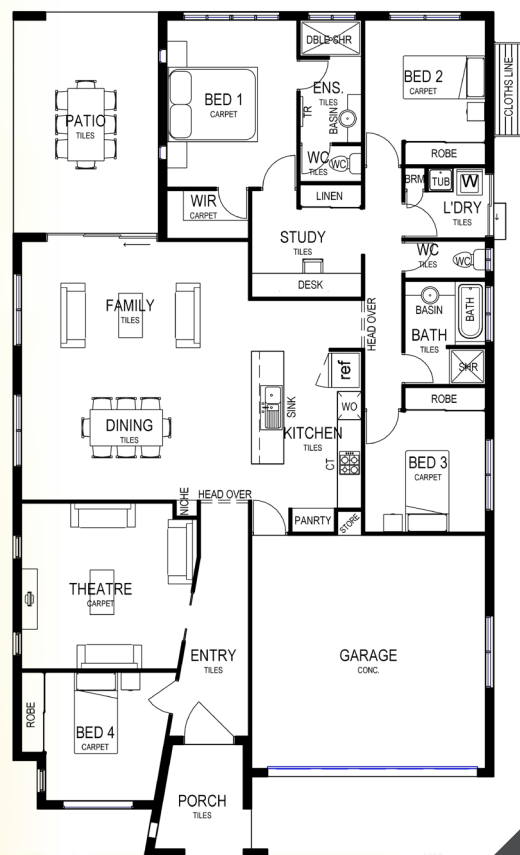 DBLE SHR
BED 1
CARPET
ENS.
TILES
TR
BASIN
WC
TILES
WC
BED 2
CARPET
CLOTHS LINE
PATIO
TILES
ROBE
WIR
CARPET
LINEN
BRM
TUB
W
L'DRY
TILES
STUDY
TILES
DESK
WC
TILES
WC
FAMILY
TILES
HEAD OVER
BASIN
BATH
BATH
TILES
SHR
ref
WO
SINK
ROBE
DINING
TILES
KITCHEN
TILES
CT
BED 3
CARPET
NICHE
HEAD OVER
PANRTY
STORE
THEATRE
CARPET
ENTRY
TILES
GARAGE
CONC.
ROBE
BED 4
CARPET
PORCH
TILES